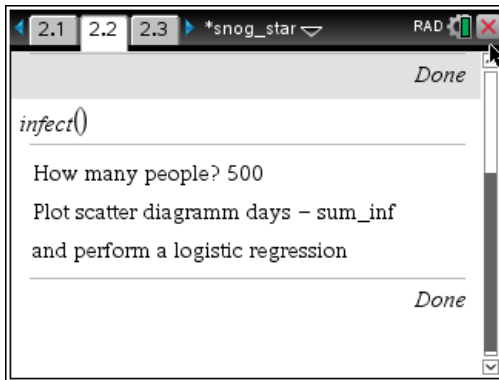 2.1 2.2 2.3 *snog_star RAD
Done
infect()
How many people? 500
Plot scatter diagramm days – sum_inf
and perform a logistic regression
Done